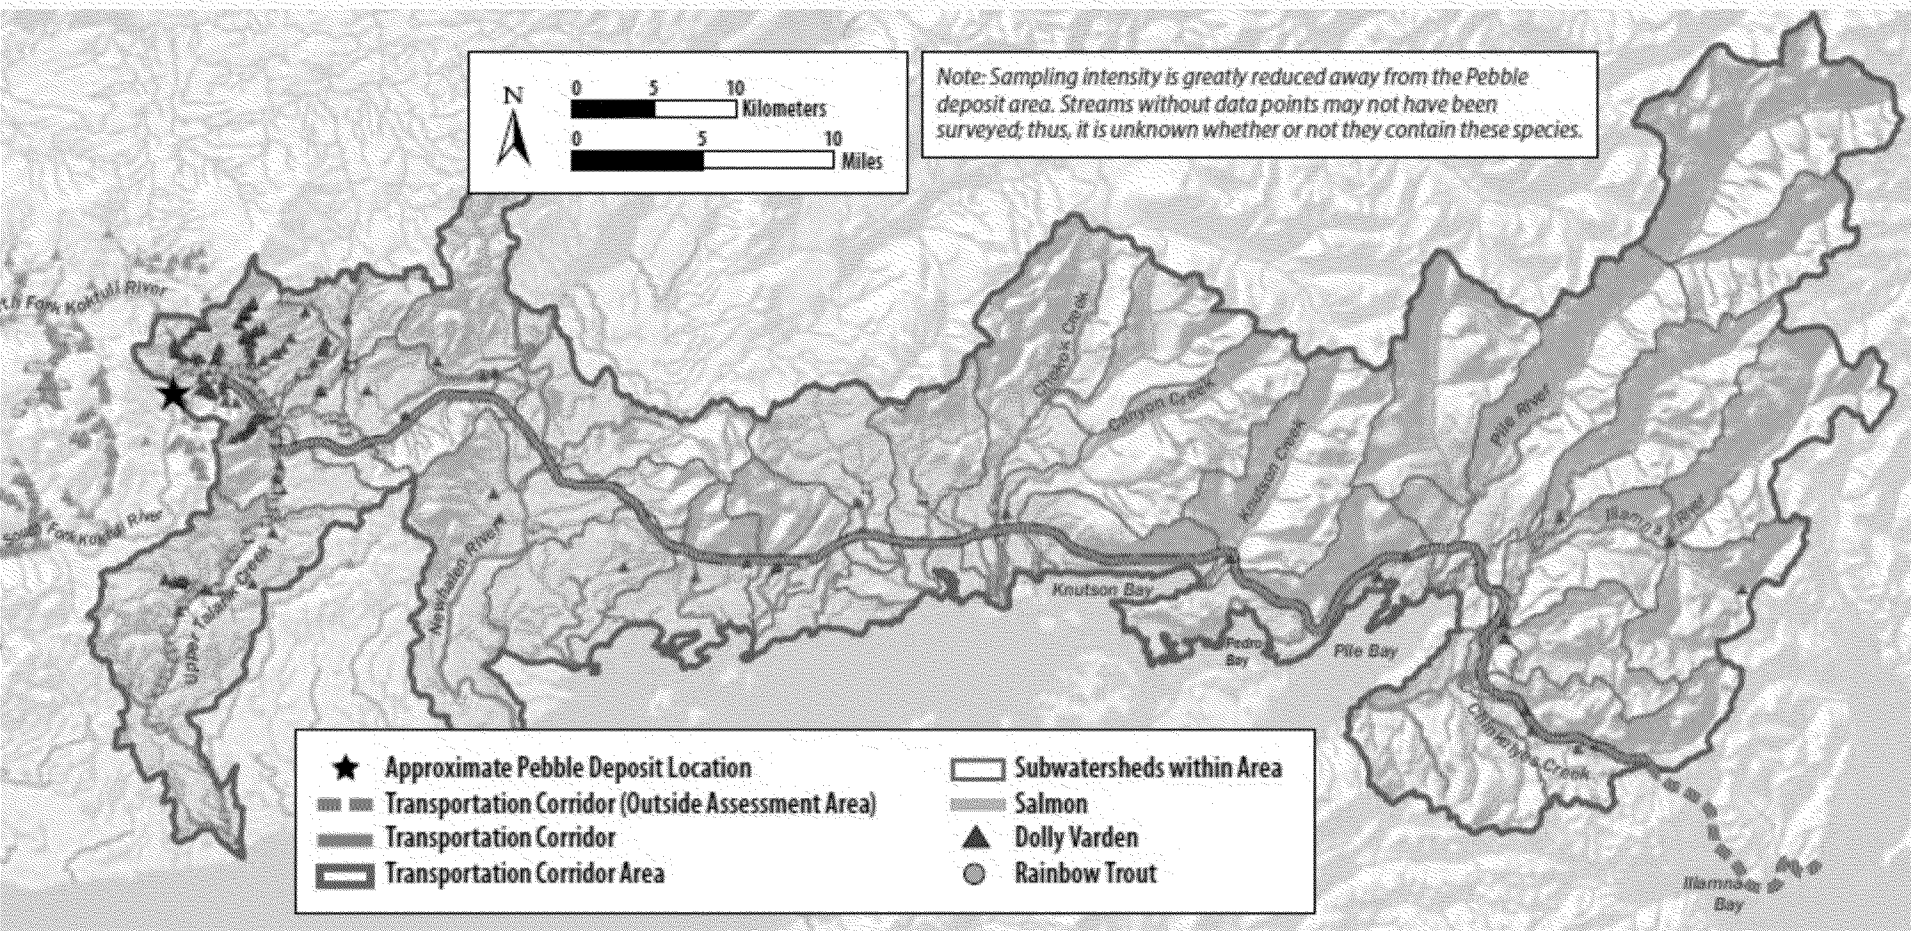 N
0 5 10
Kilometers
0 5 10
Miles
Note: Sampling intensity is greatly reduced away from the Pebble
deposit area. Streams without data points may not have been
surveyed; thus, it is unknown whether or not they contain these species.
th Fork Koktuli River
South Fork Koktuli River
Upper Talarik Creek
Newhalen River
Chekok Creek
Canyon Creek
Knutson Creek
Knutson Bay
Pedro
Bay
Pile Bay
Pile River
Iliamna River
Chinkelyes Creek
Iliamna
Bay
Approximate Pebble Deposit Location
Transportation Corridor (Outside Assessment Area)
Transportation Corridor
Transportation Corridor Area
Subwatersheds within Area
Salmon
Dolly Varden
Rainbow Trout